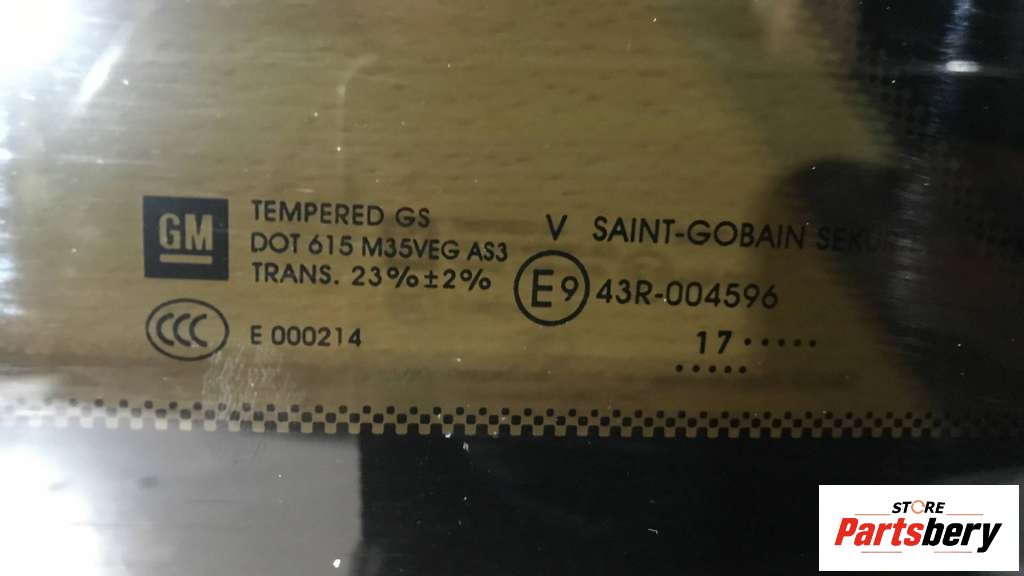 GM
TEMPERED GS
DOT 615 M35VEG AS3
TRANS. 23%±2%
CCC
E 000214
V SAINT-GOBAIN
E9 43R-004596
17·····
·····
STORE
Partsbery